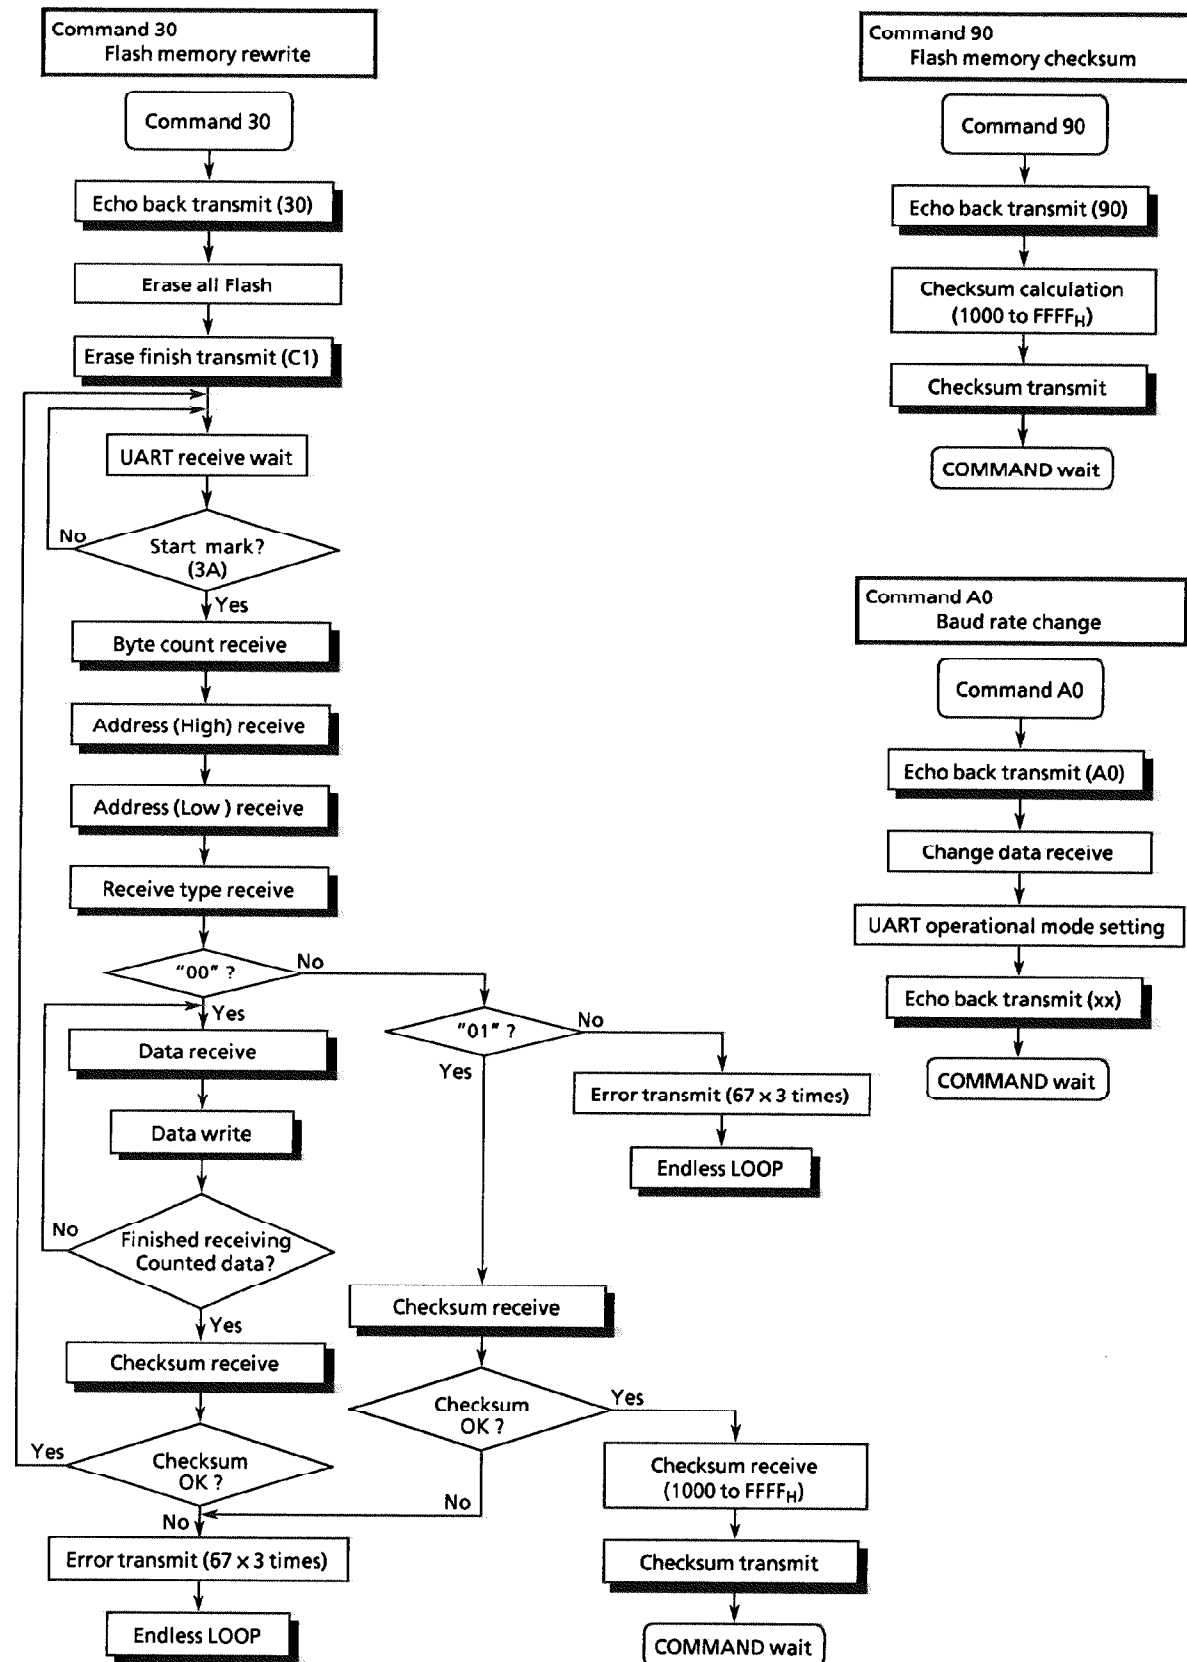 Command 30
Flash memory rewrite
Command 30
Echo back transmit (30)
Erase all Flash
Erase finish transmit (C1)
UART receive wait
No
Start mark?
(3A)
Yes
Byte count receive
Address (High) receive
Address (Low ) receive
Receive type receive
"00" ?
No
Yes
"01" ?
No
Yes
Data receive
Error transmit (67 x 3 times)
Data write
Endless LOOP
No
Finished receiving
Counted data?
Yes
Checksum receive
Checksum receive
Checksum
OK ?
Yes
Yes
Checksum
OK ?
Checksum receive
(1000 to FFFFH)
No
No
Error transmit (67 x 3 times)
Checksum transmit
Endless LOOP
COMMAND wait
Command 90
Flash memory checksum
Command 90
Echo back transmit (90)
Checksum calculation
(1000 to FFFFH)
Checksum transmit
COMMAND wait
Command A0
Baud rate change
Command A0
Echo back transmit (A0)
Change data receive
UART operational mode setting
Echo back transmit (xx)
COMMAND wait